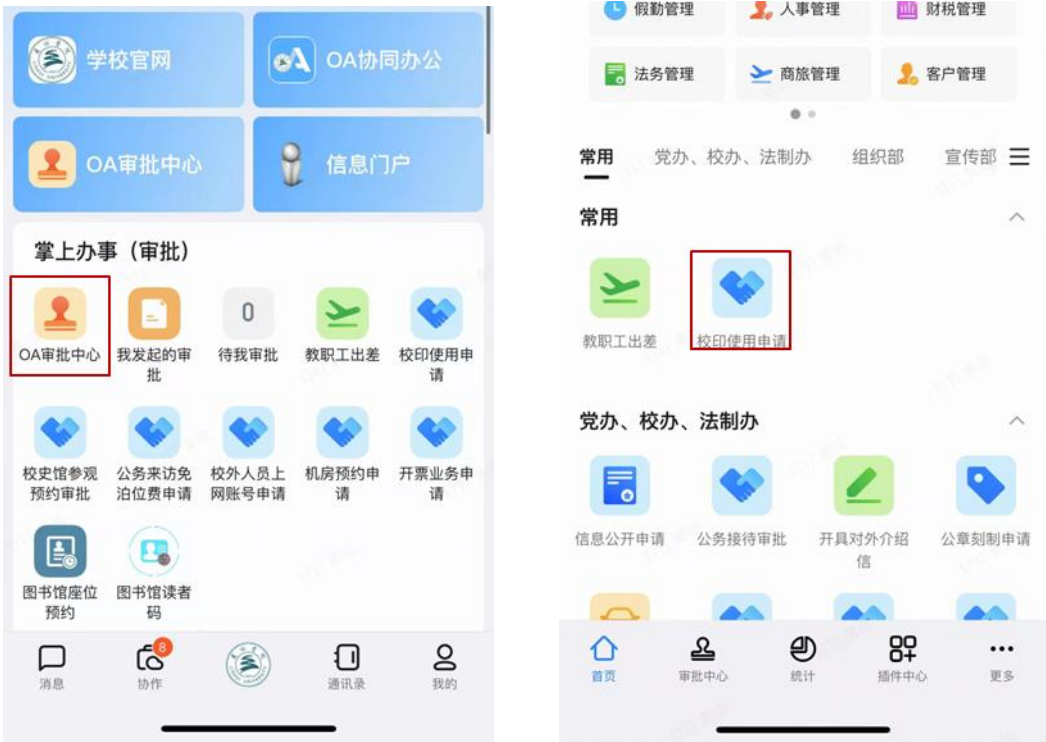 学校官网
OA协同办公
OA审批中心
信息门户
掌上办事（审批）
OA审批中心
我发起的审
批
0
待我审批
教职工出差
校印使用申
请
校史馆参观
预约审批
公务来访免
泊位费申请
校外人员上
网账号申请
机房预约申
请
开票业务申
请
图书馆座位
预约
图书馆读者
码
消息
8
协作
通讯录
我的
假勤管理
人事管理
财税管理
法务管理
商旅管理
客户管理
常用
党办、校办、法制办
组织部
宣传部
常用
教职工出差
校印使用申请
党办、校办、法制办
信息公开申请
公务接待审批
开具对外介绍
信
公章刻制申请
首页
审批中心
统计
插件中心
更多